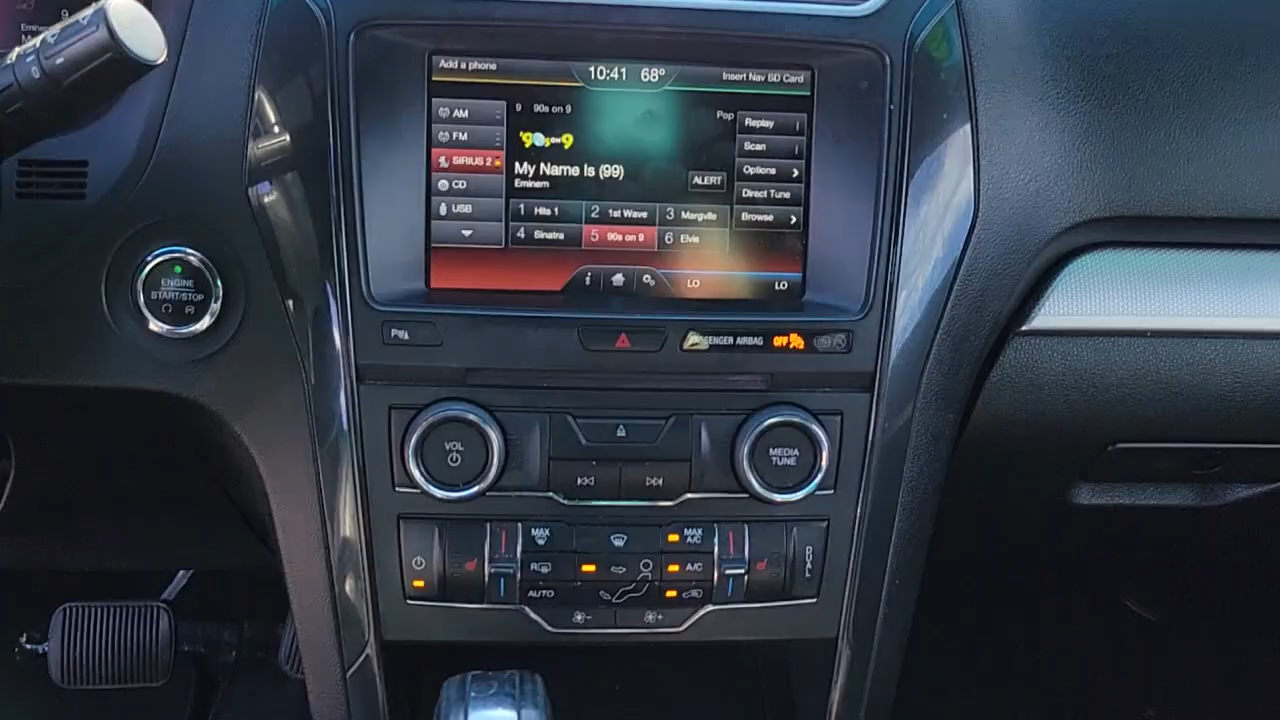 9
Eminem
Add a phone
10:41 68°
Insert Nav SD Card
AM
FM
SIRIUS 2
CD
USB
9 90s on 9
Pop
'90s ON 9
My Name Is (99)
Eminem
ALERT
Replay
Scan
Options
Direct Tune
Browse
1 Hits 1
2 1st Wave
3 Margvlle
4 Sinatra
5 90s on 9
6 Elvis
i
LO
LO
ENGINE
START/STOP
PASSENGER AIRBAG OFF
VOL
MEDIA
TUNE
MAX
MAX
A/C
R
A/C
AUTO
DUAL